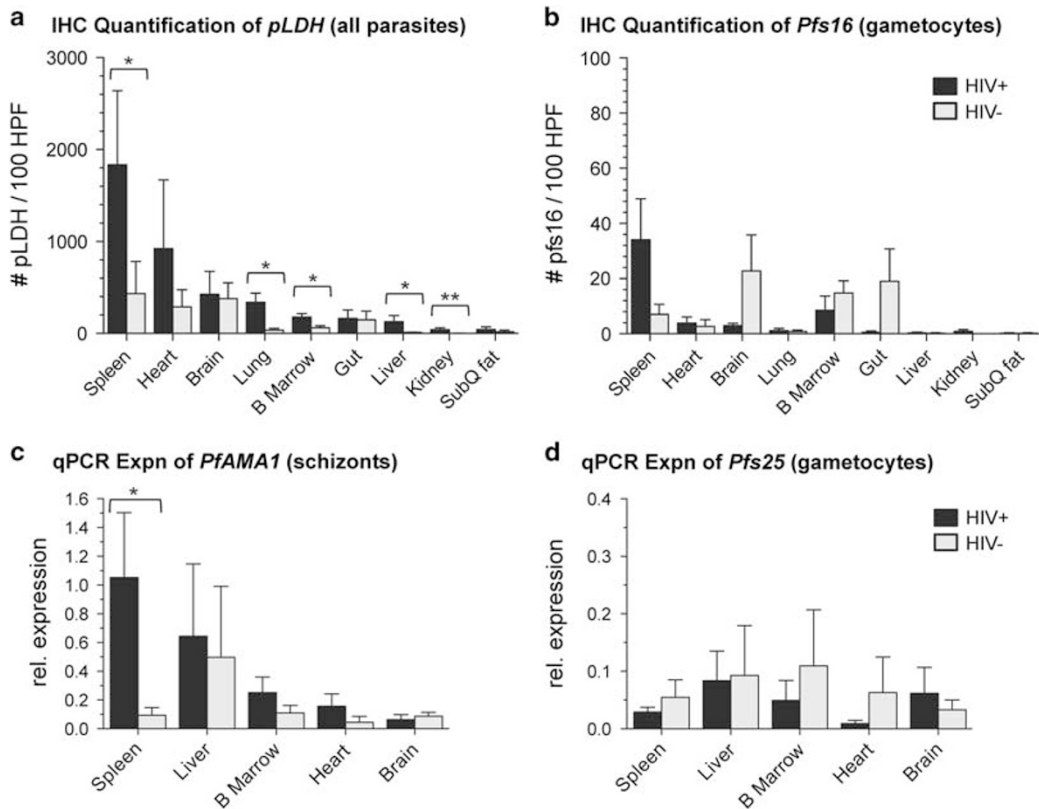 a IHC Quantification of pLDH (all parasites)
# pLDH / 100 HPF
3000
2000
1000
0
*
*
*
*
**
Spleen
Heart
Brain
Lung
B Marrow
Gut
Liver
Kidney
SubQ fat
b IHC Quantification of Pfs16 (gametocytes)
# pfs16 / 100 HPF
100
80
60
40
20
0
HIV+
HIV-
Spleen
Heart
Brain
Lung
B Marrow
Gut
Liver
Kidney
SubQ fat
c qPCR Expn of PfAMA1 (schizonts)
rel. expression
1.6
1.4
1.2
1.0
0.8
0.6
0.4
0.2
0.0
*
Spleen
Liver
B Marrow
Heart
Brain
d qPCR Expn of Pfs25 (gametocytes)
rel. expression
0.4
0.3
0.2
0.1
0.0
HIV+
HIV-
Spleen
Liver
B Marrow
Heart
Brain